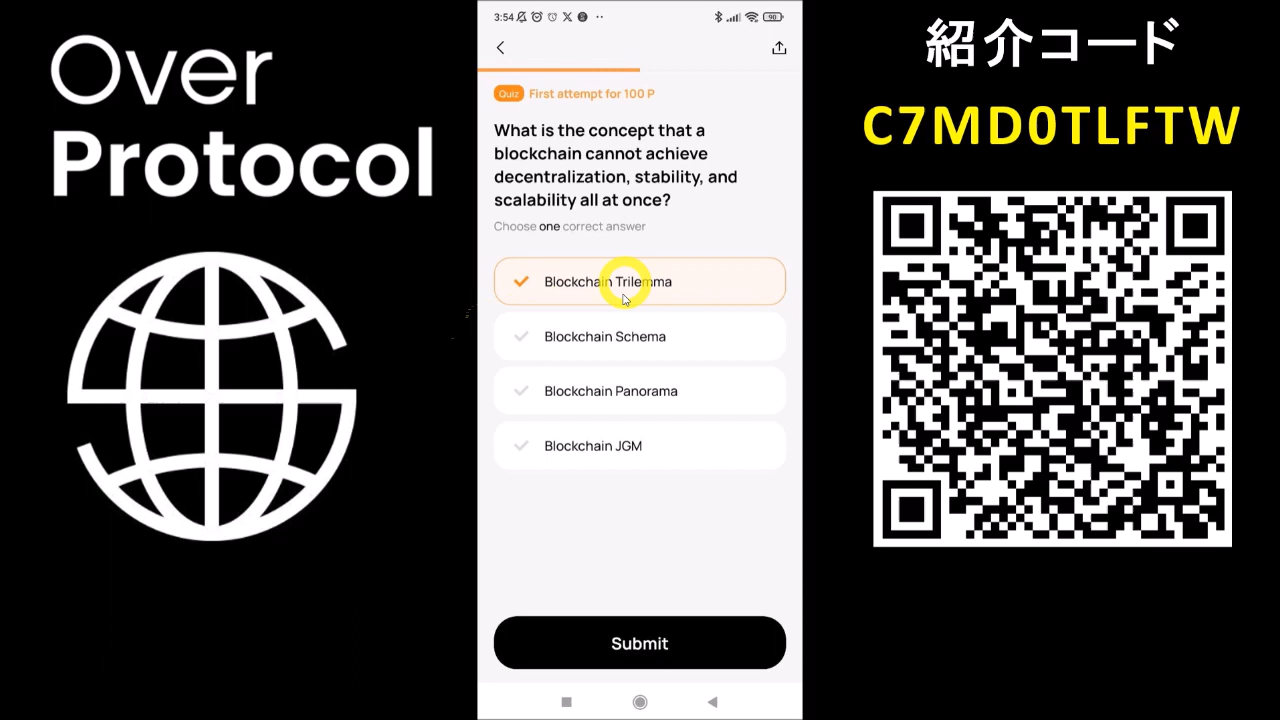 Over
Protocol
3:54
90
Quiz First attempt for 100 P
What is the concept that a
blockchain cannot achieve
decentralization, stability, and
scalability all at once?
Choose one correct answer
Blockchain Trilemma
Blockchain Schema
Blockchain Panorama
Blockchain JGM
Submit
紹介コード
C7MD0TLFTW